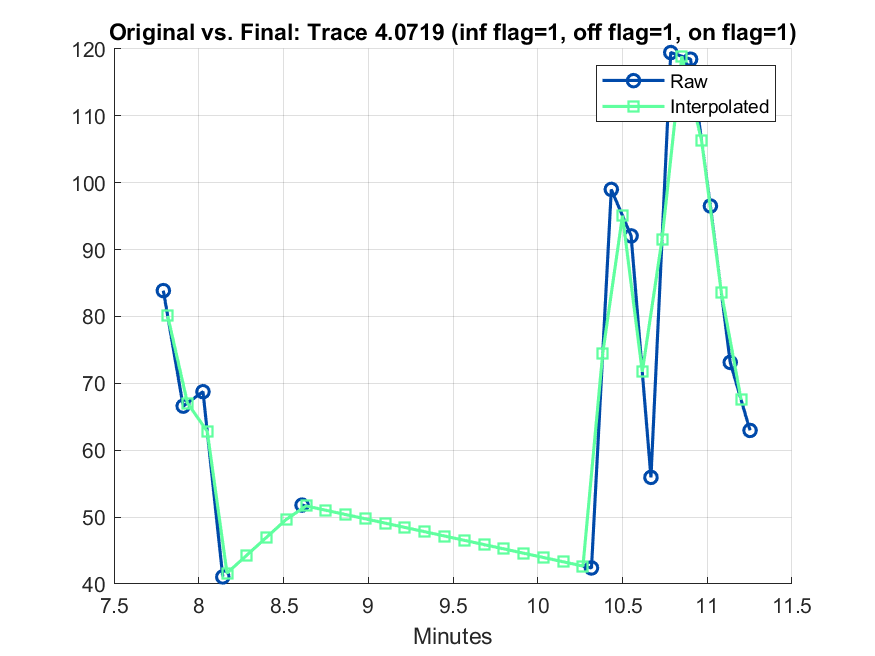 Original vs. Final: Trace 4.0719 (inf flag=1, off flag=1, on flag=1)
120
110
100
90
80
70
60
50
40
Raw
Interpolated
7.5 8 8.5 9 9.5 10 10.5 11 11.5
Minutes